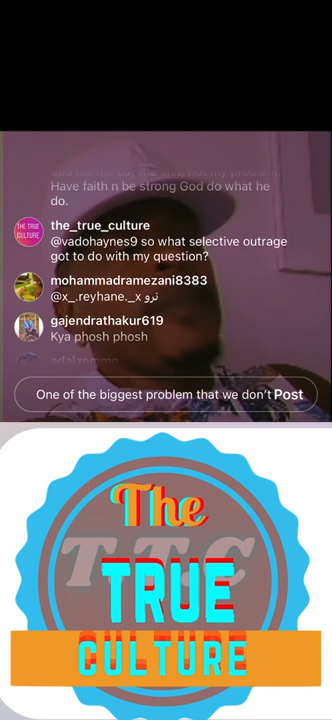 Have faith n be strong God do what he
do.
THE TRUE
CULTURE
the_true_culture
@vadohaynes9 so what selective outrage
got to do with my question?
mohammadramezani8383
@x_.reyhane._x نرو
gajendrathakur619
Kya phosh phosh
adalzemmo
One of the biggest problem that we don't Post
The
T.T.C
TRUE
CULTURE